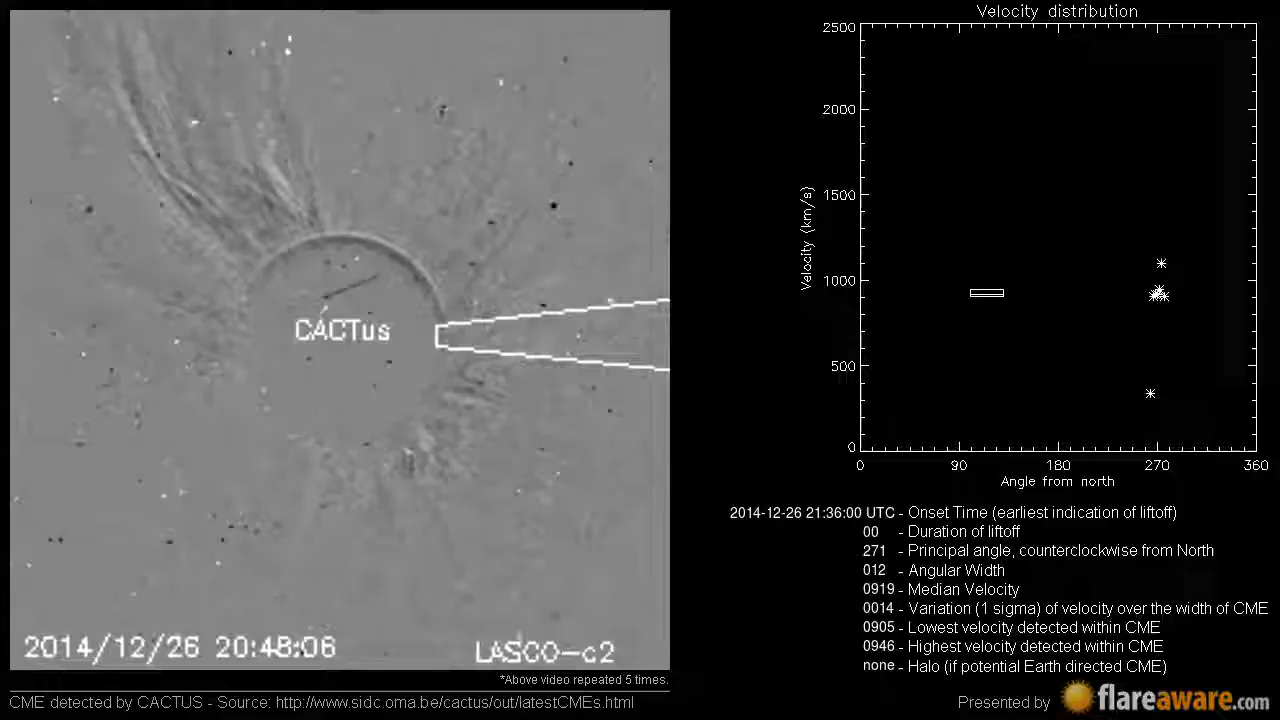 Velocity distribution
2500
2000
1500
1000
500
0
Velocity (km/s)
0 90 180 270 360
Angle from north
CACTus
2014/12/26 20:48:06
LASCO-c2
*Above video repeated 5 times.
CME detected by CACTUS - Source: http://www.sidc.oma.be/cactus/out/latestCMEs.html
2014-12-26 21:36:00 UTC - Onset Time (earliest indication of liftoff)
00 - Duration of liftoff
271 - Principal angle, counterclockwise from North
012 - Angular Width
0919 - Median Velocity
0014 - Variation (1 sigma) of velocity over the width of CME
0905 - Lowest velocity detected within CME
0946 - Highest velocity detected within CME
none - Halo (if potential Earth directed CME)
Presented by flareaware.com